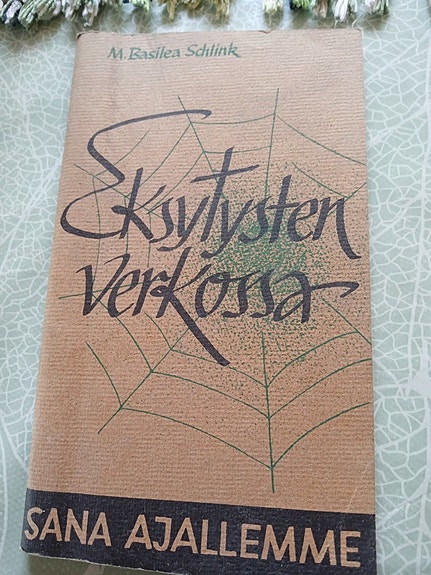 M. Basilea Schlink
Eksytysten
verkossa
SANA AJALLEMME